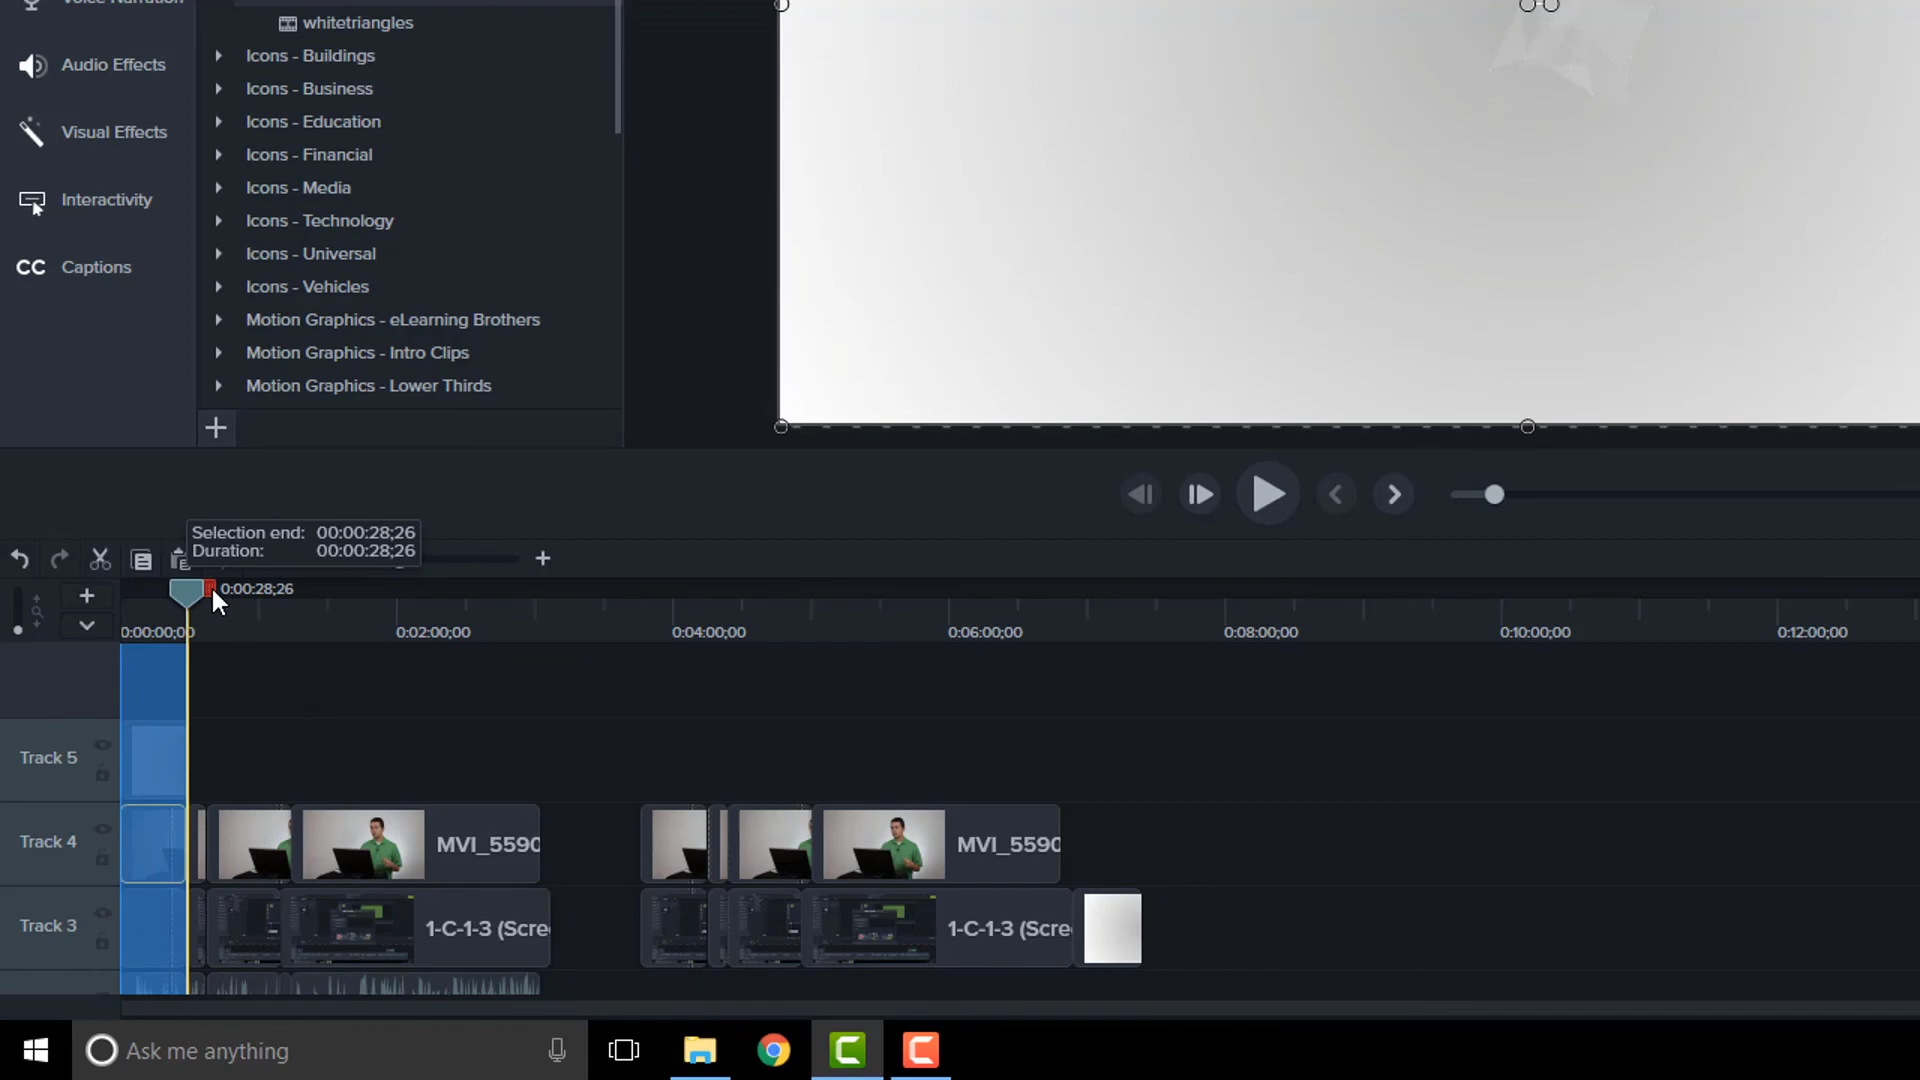 Voice Narration
whitetriangles
Audio Effects
Icons - Buildings
Icons - Business
Visual Effects
Icons - Education
Icons - Financial
Icons - Media
Interactivity
Icons - Technology
Icons - Universal
CC Captions
Icons - Vehicles
Motion Graphics - eLearning Brothers
Motion Graphics - Intro Clips
Motion Graphics - Lower Thirds
Selection end: 00:00:28;26
Duration: 00:00:28;26
0:00:28;26
0:00:00;00
0:02:00;00
0:04:00;00
0:06:00;00
0:08:00;00
0:10:00;00
0:12:00;00
Track 5
Track 4
MVI_5590
MVI_5590
Track 3
1-C-1-3 (Scre
1-C-1-3 (Scre
Ask me anything